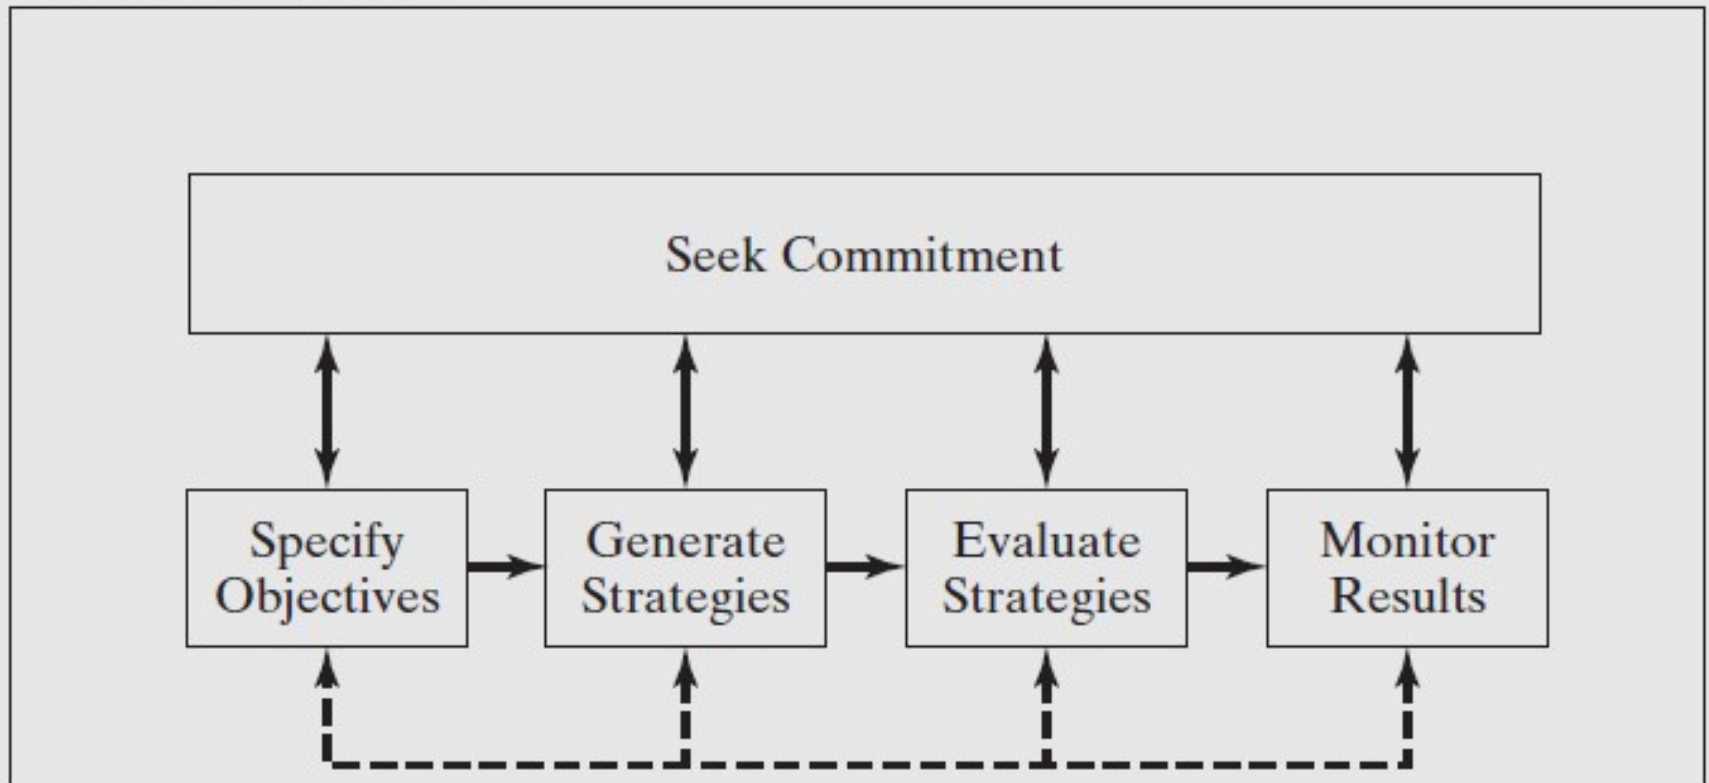 Seek Commitment
Specify
Objectives
Generate
Strategies
Evaluate
Strategies
Monitor
Results